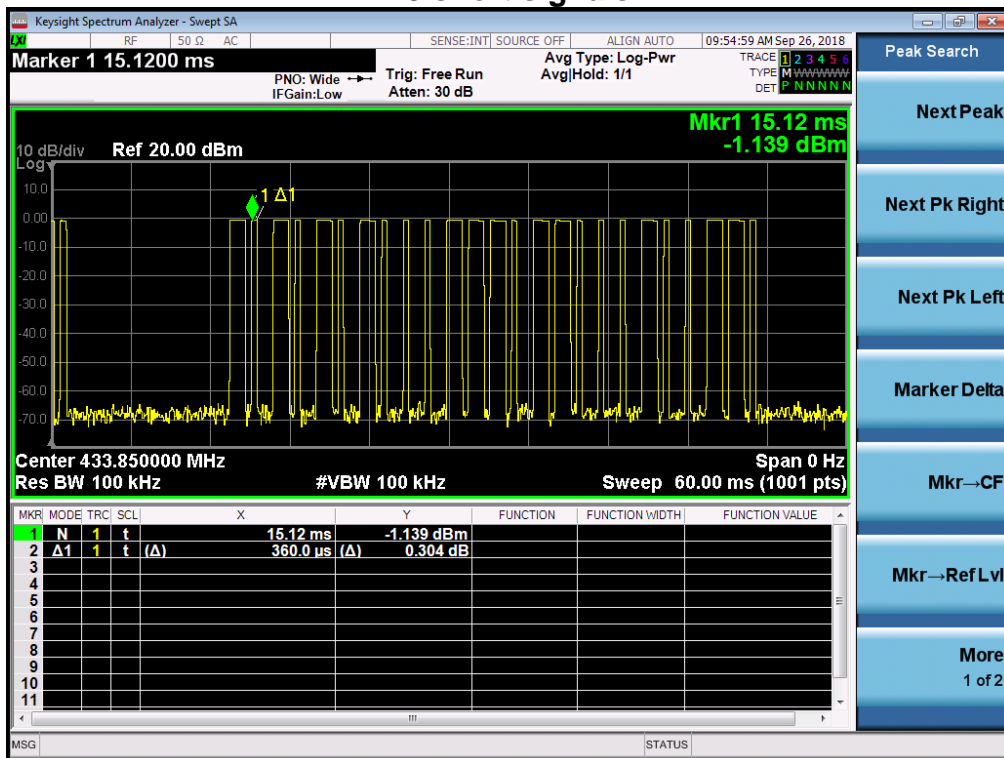 Keysight Spectrum Analyzer - Swept SA
LXI RF 50 Ω AC SENSE:INT SOURCE OFF ALIGN AUTO 09:54:59 AM Sep 26, 2018
Marker 1 15.1200 ms
PNO: Wide
IFGain:Low
Trig: Free Run
Atten: 30 dB
Avg Type: Log-Pwr
Avg|Hold: 1/1
TRACE 1 2 3 4 5 6
TYPE M WWWWW
DET P N N N N N
Peak Search
Next Peak
Next Pk Right
Next Pk Left
Marker Delta
Mkr→CF
Mkr→Ref Lvl
More
1 of 2
Mkr1 15.12 ms
-1.139 dBm
10 dB/div Ref 20.00 dBm
Log
10.0
0.00
-10.0
-20.0
-30.0
-40.0
-50.0
-60.0
-70.0
1 Δ1
Center 433.850000 MHz Span 0 Hz
Res BW 100 kHz #VBW 100 kHz Sweep 60.00 ms (1001 pts)
MKR MODE TRC SCL X Y FUNCTION FUNCTION WIDTH FUNCTION VALUE
1 N 1 t 15.12 ms -1.139 dBm
2 Δ1 1 t (Δ) 360.0 µs (Δ) 0.304 dB
3
4
5
6
7
8
9
10
11
MSG STATUS